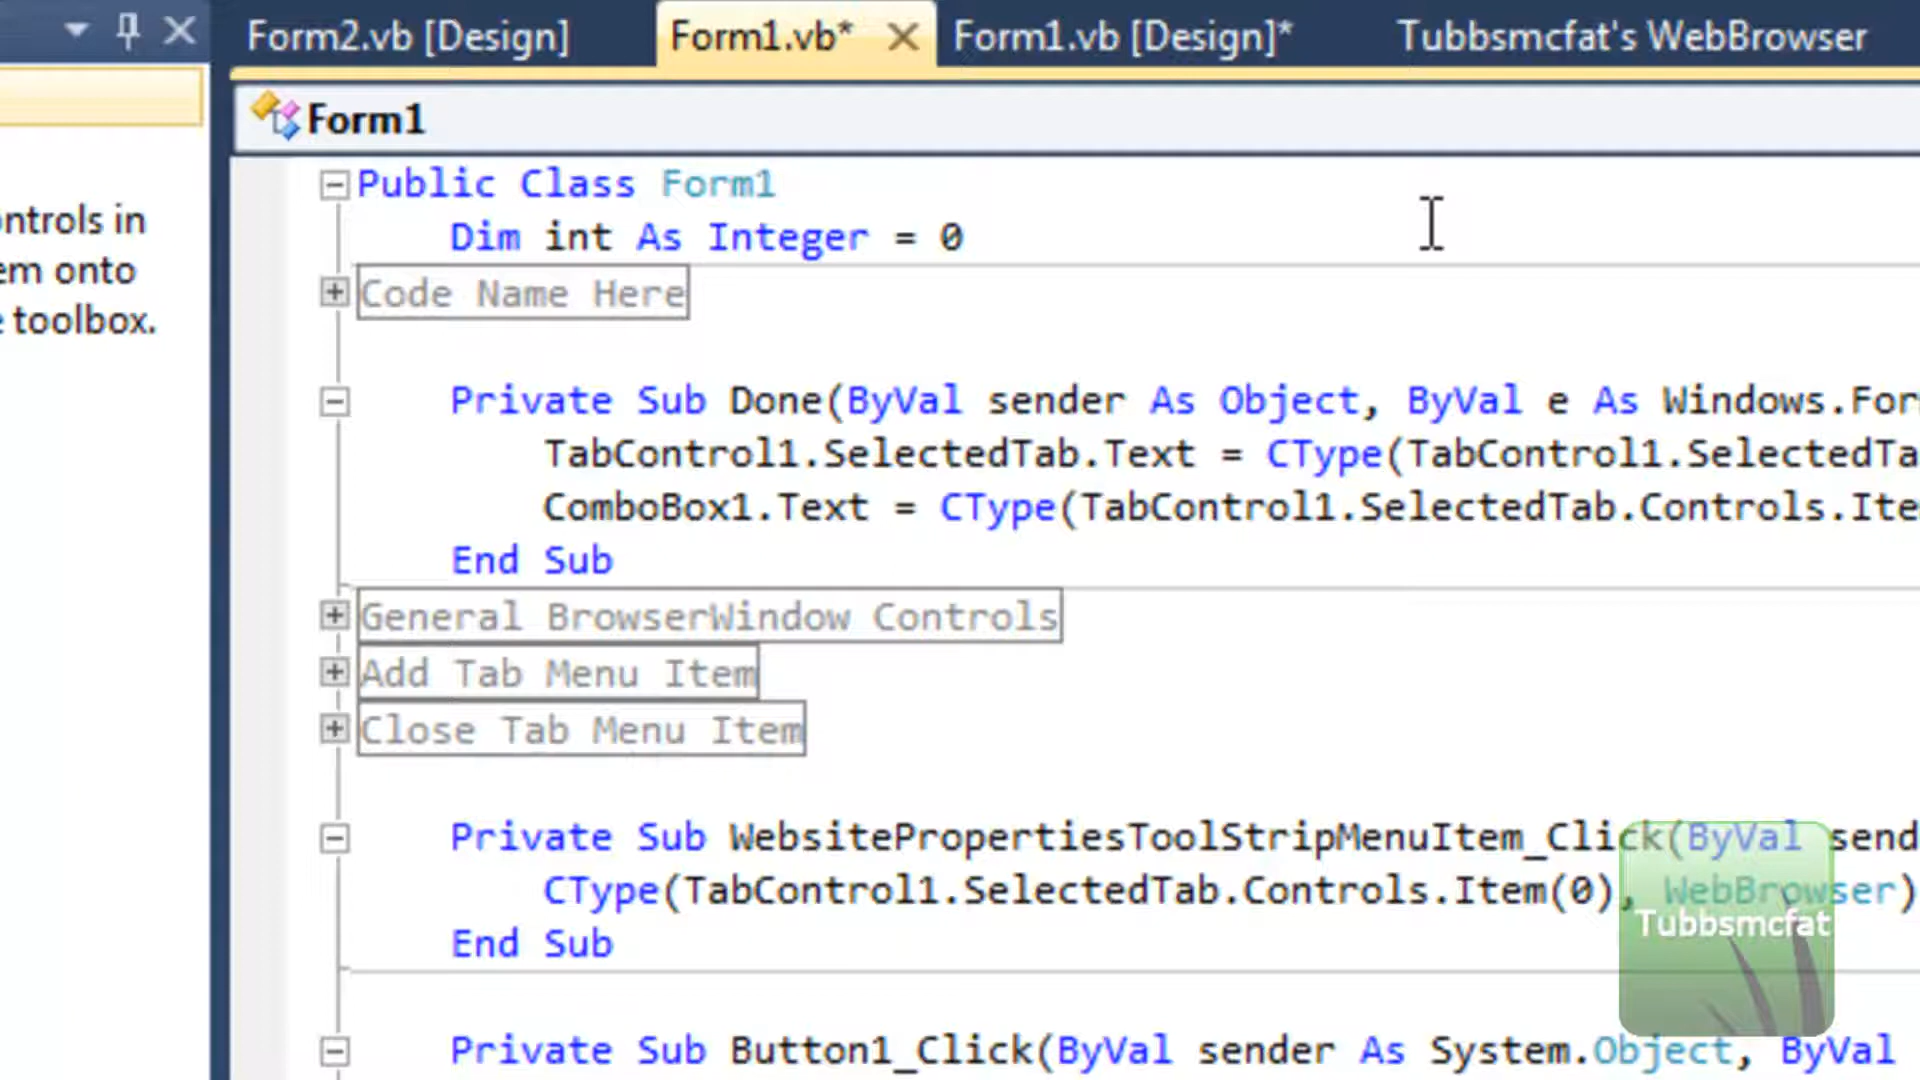 Form2.vb [Design] Form1.vb* Form1.vb [Design]* Tubbsmcfat's WebBrowser
Form1
Public Class Form1
ontrols in
Dim int As Integer = 0
em onto
Code Name Here
toolbox.
Private Sub Done(ByVal sender As Object, ByVal e As Windows.For
TabControl1.SelectedTab.Text = CType(TabControl1.SelectedTa
ComboBox1.Text = CType(TabControl1.SelectedTab.Controls.Ite
End Sub
General BrowserWindow Controls
Add Tab Menu Item
Close Tab Menu Item
Private Sub WebsitePropertiesToolStripMenuItem_Click(ByVal send
CType(TabControl1.SelectedTab.Controls.Item(0), WebBrowser)
Tubbsmcfat
End Sub
Private Sub Button1_Click(ByVal sender As System.Object, ByVal